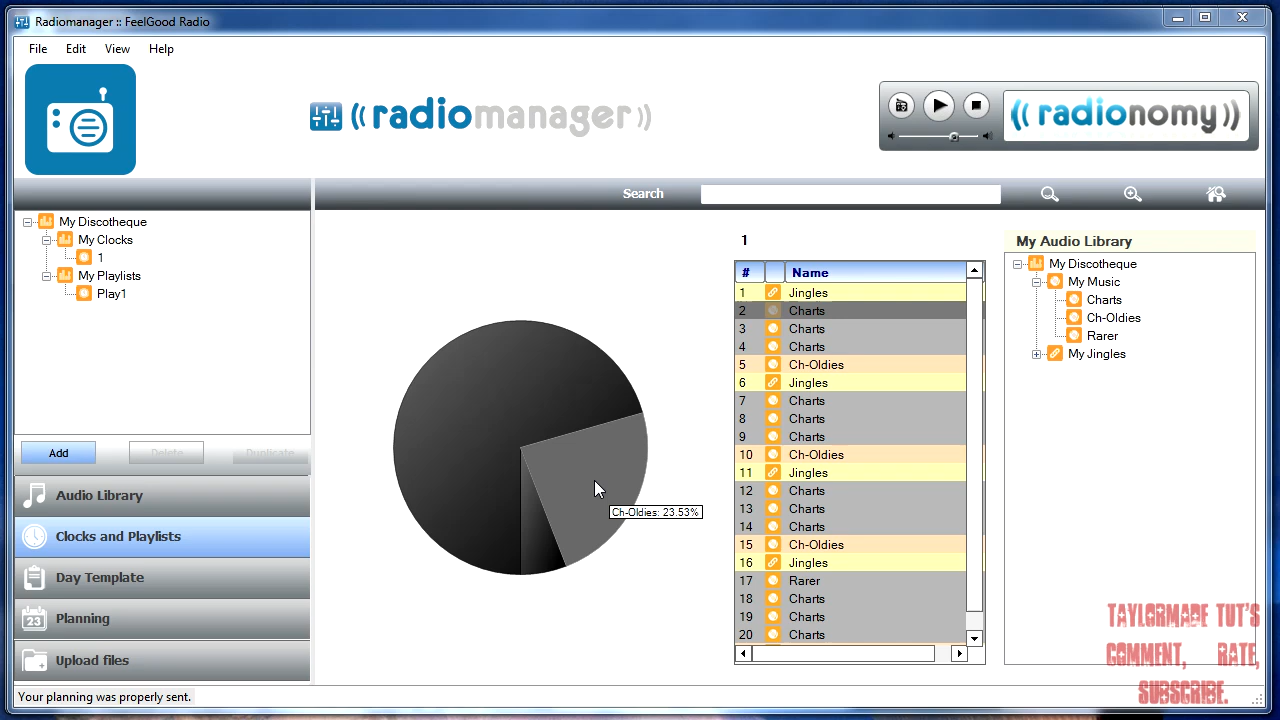 Radiomanager :: FeelGood Radio
File Edit View Help
radiomanager
radionomy
Search
My Discotheque
My Clocks
1
My Playlists
Play1
Add Delete Duplicate
Audio Library
Clocks and Playlists
Day Template
23 Planning
Upload files
Ch-Oldies: 23.53%
1
# Name
1 Jingles
2 Charts
3 Charts
4 Charts
5 Ch-Oldies
6 Jingles
7 Charts
8 Charts
9 Charts
10 Ch-Oldies
11 Jingles
12 Charts
13 Charts
14 Charts
15 Ch-Oldies
16 Jingles
17 Rarer
18 Charts
19 Charts
20 Charts
My Audio Library
My Discotheque
My Music
Charts
Ch-Oldies
Rarer
My Jingles
TAYLORMADE TUT'S
COMMENT, RATE,
SUBSCRIBE.
Your planning was properly sent.